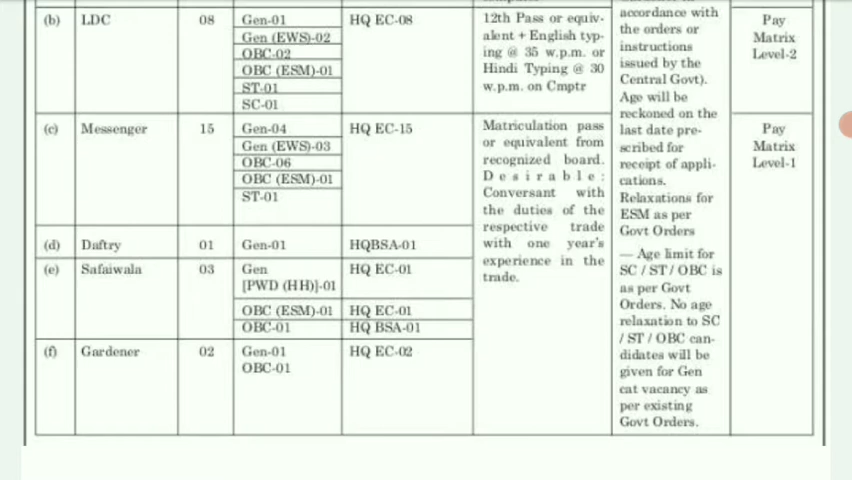 accordance with
(b) LDC 08 Gen-01 HQ EC-08 12th Pass or equiv- the orders or Pay
Gen (EWS)-02 alent + English typ- instructions Matrix
OBC-02 ing @ 35 w.p.m. or issued by the Level-2
OBC (ESM)-01 Hindi Typing @ 30 Central Govt).
ST-01 w.p.m. on Cmptr Age will be
SC-01 reckoned on the
(c) Messenger 15 Gen-04 HQ EC-15 Matriculation pass last date pre- Pay
Gen (EWS)-03 or equivalent from scribed for Matrix
OBC-06 recognized board. receipt of appli- Level-1
OBC (ESM)-01 Desirable: cations.
ST-01 Conversant with Relaxations for
the duties of the ESM as per
respective trade Govt Orders
(d) Daftry 01 Gen-01 HQBSA-01 with one year's — Age limit for
(e) Safaiwala 03 Gen HQ EC-01 experience in the SC / ST / OBC is
[PWD (HH)]-01 trade. as per Govt
OBC (ESM)-01 HQ EC-01 Orders. No age
OBC-01 HQ BSA-01 relaxation to SC
/ ST / OBC can-
(f) Gardener 02 Gen-01 HQ EC-02 didates will be
OBC-01 given for Gen
cat vacancy as
per existing
Govt Orders.